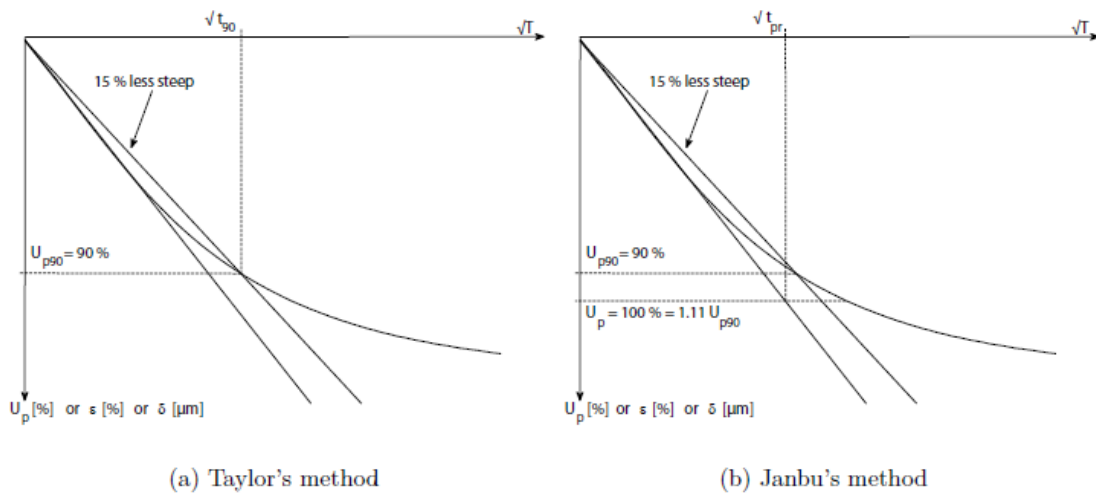 √ t90
√T
15 % less steep
Up90 = 90 %
Up [%] or ε [%] or δ [μm]
(a) Taylor's method
√ tpr
√T
15 % less steep
Up90 = 90 %
Up = 100 % = 1.11 Up90
Up [%] or ε [%] or δ [μm]
(b) Janbu's method